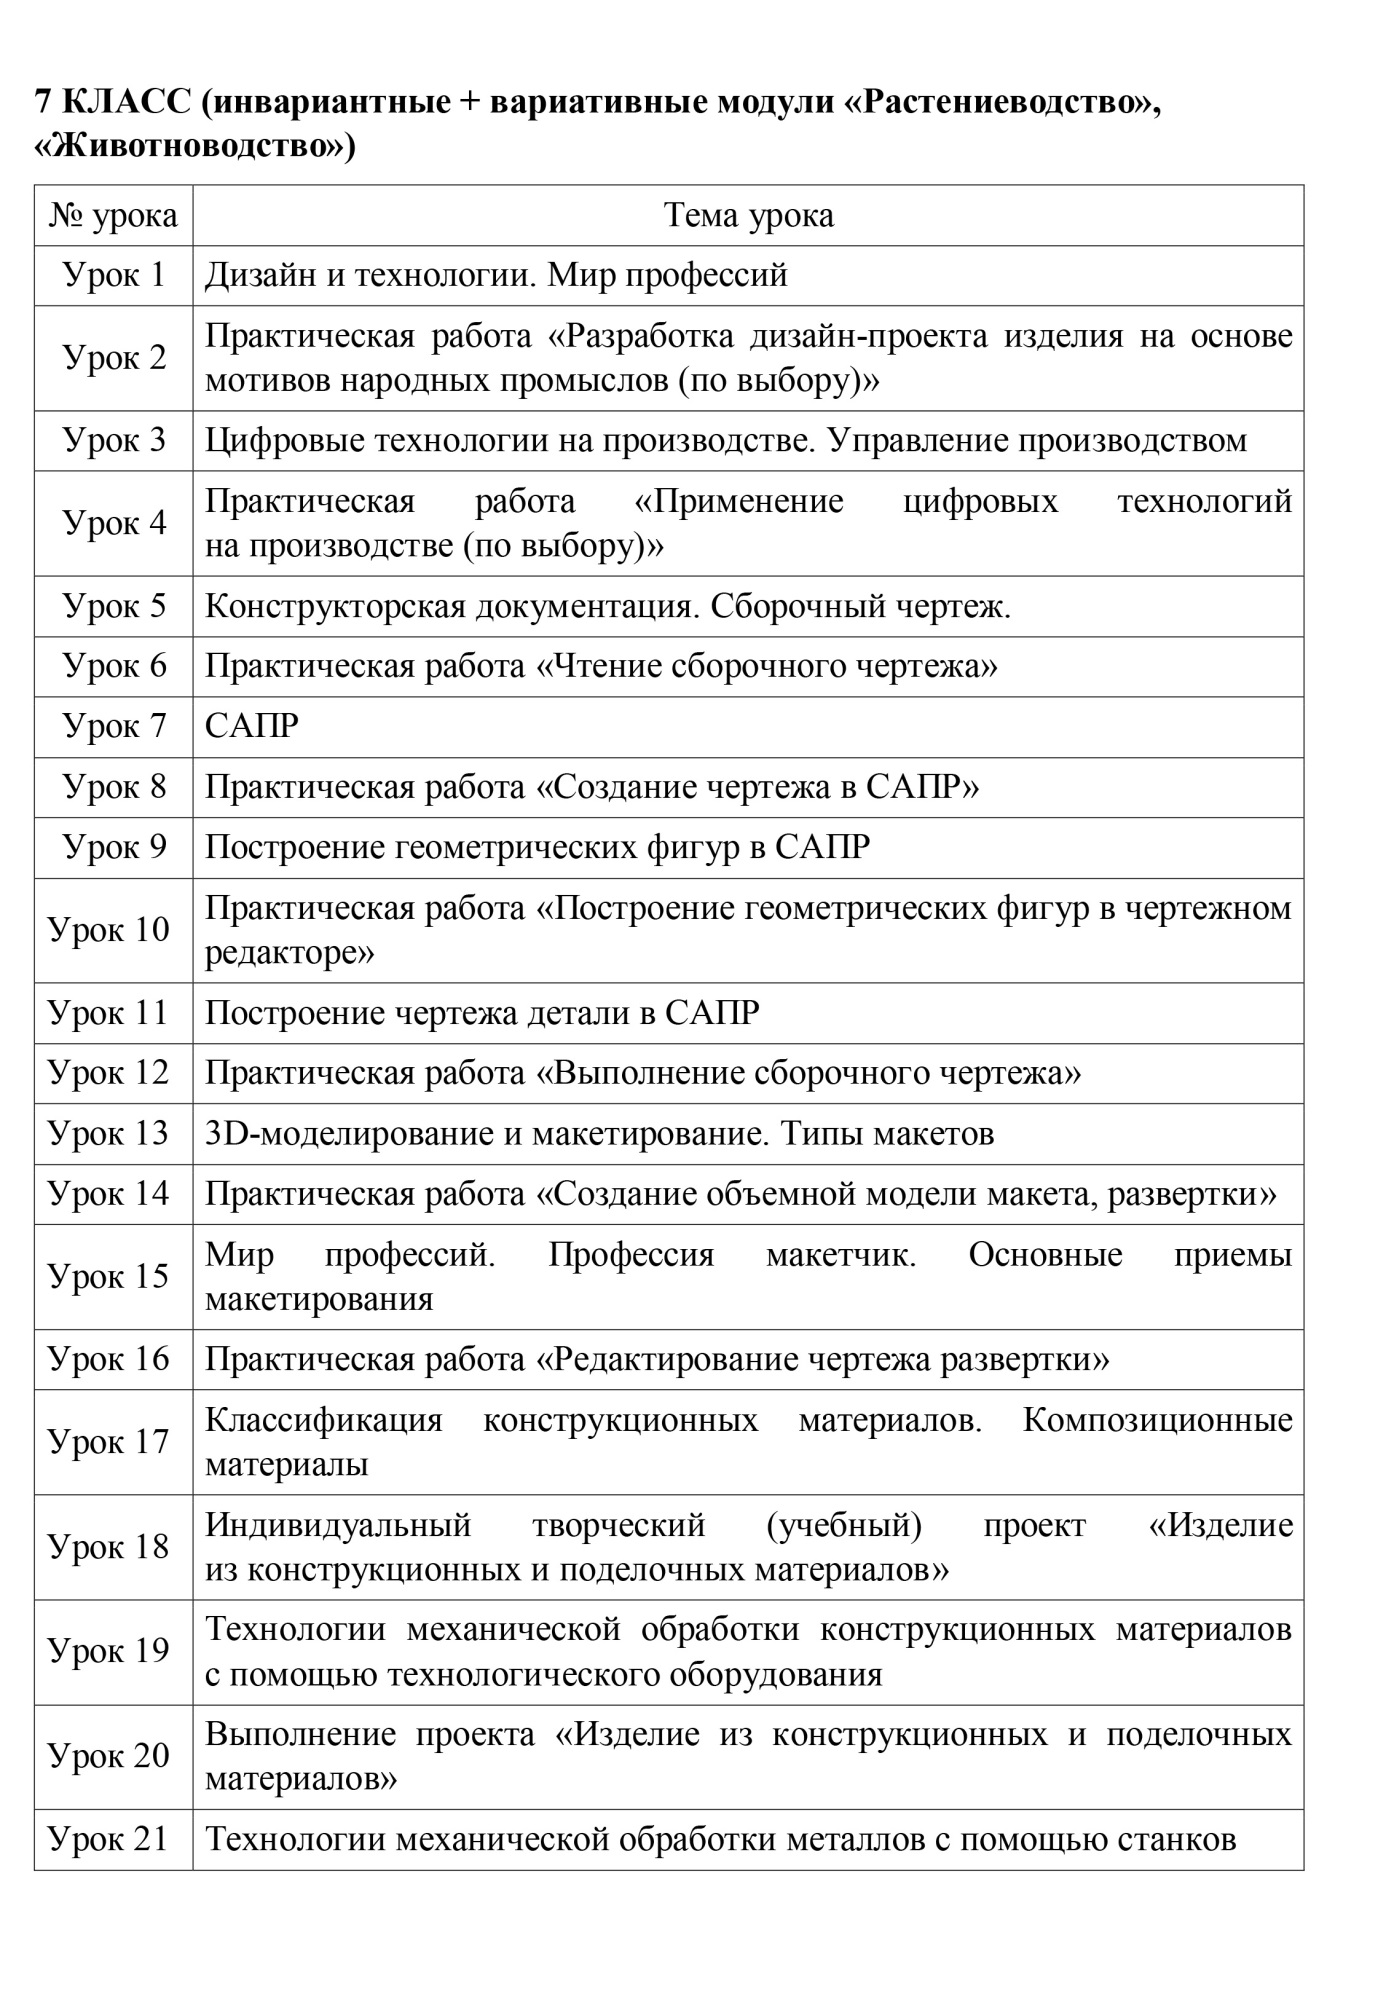 7 КЛАСС (инвариантные + вариативные модули «Растениеводство»,
«Животноводство»)
№ урока Тема урока
Урок 1 Дизайн и технологии. Мир профессий
Урок 2 Практическая работа «Разработка дизайн-проекта изделия на основе
мотивов народных промыслов (по выбору)»
Урок 3 Цифровые технологии на производстве. Управление производством
Урок 4 Практическая работа «Применение цифровых технологий
на производстве (по выбору)»
Урок 5 Конструкторская документация. Сборочный чертеж.
Урок 6 Практическая работа «Чтение сборочного чертежа»
Урок 7 САПР
Урок 8 Практическая работа «Создание чертежа в САПР»
Урок 9 Построение геометрических фигур в САПР
Урок 10 Практическая работа «Построение геометрических фигур в чертежном
редакторе»
Урок 11 Построение чертежа детали в САПР
Урок 12 Практическая работа «Выполнение сборочного чертежа»
Урок 13 3D-моделирование и макетирование. Типы макетов
Урок 14 Практическая работа «Создание объемной модели макета, развертки»
Урок 15 Мир профессий. Профессия макетчик. Основные приемы
макетирования
Урок 16 Практическая работа «Редактирование чертежа развертки»
Урок 17 Классификация конструкционных материалов. Композиционные
материалы
Урок 18 Индивидуальный творческий (учебный) проект «Изделие
из конструкционных и поделочных материалов»
Урок 19 Технологии механической обработки конструкционных материалов
с помощью технологического оборудования
Урок 20 Выполнение проекта «Изделие из конструкционных и поделочных
материалов»
Урок 21 Технологии механической обработки металлов с помощью станков